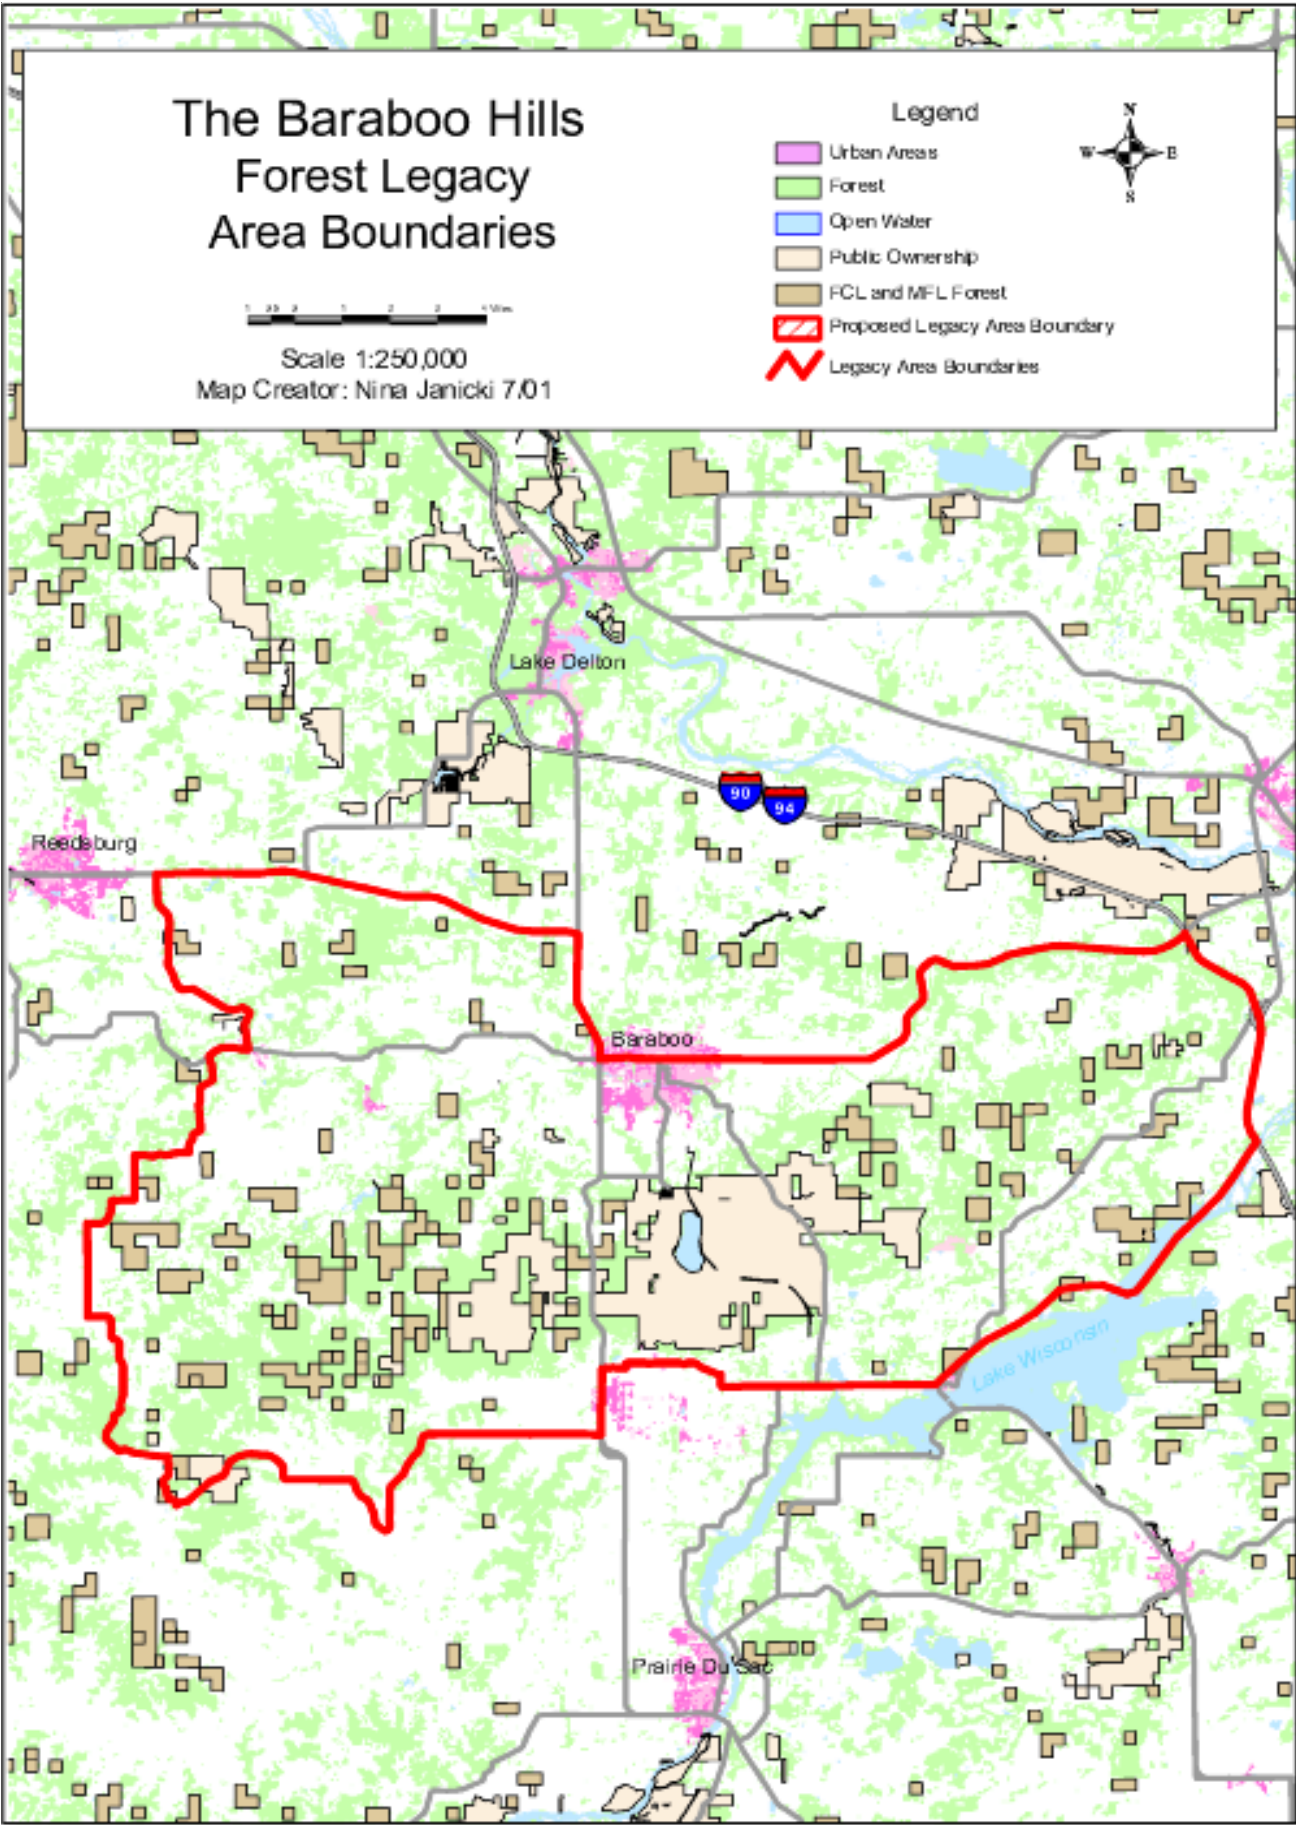 The Baraboo Hills
Forest Legacy
Area Boundaries
Scale 1:250,000
Map Creator: Nina Janicki 7/01
Legend
Urban Areas
Forest
Open Water
Public Ownership
FCL and MFL Forest
Proposed Legacy Area Boundary
Legacy Area Boundaries
N
W
E
S
Lake Delton
90
94
Reedsburg
Baraboo
Lake Wisconsin
Prairie Du Sac